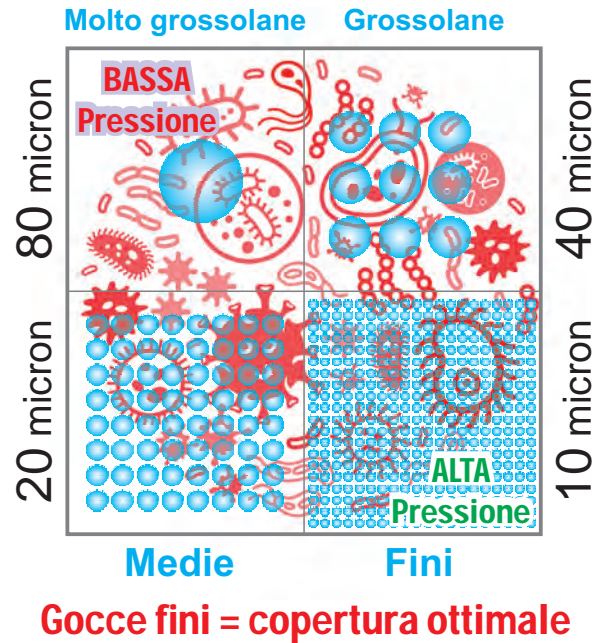 Molto grossolane
Grossolane
BASSA
Pressione
80 micron
40 micron
20 micron
10 micron
ALTA
Pressione
Medie
Fini
Gocce fini = copertura ottimale